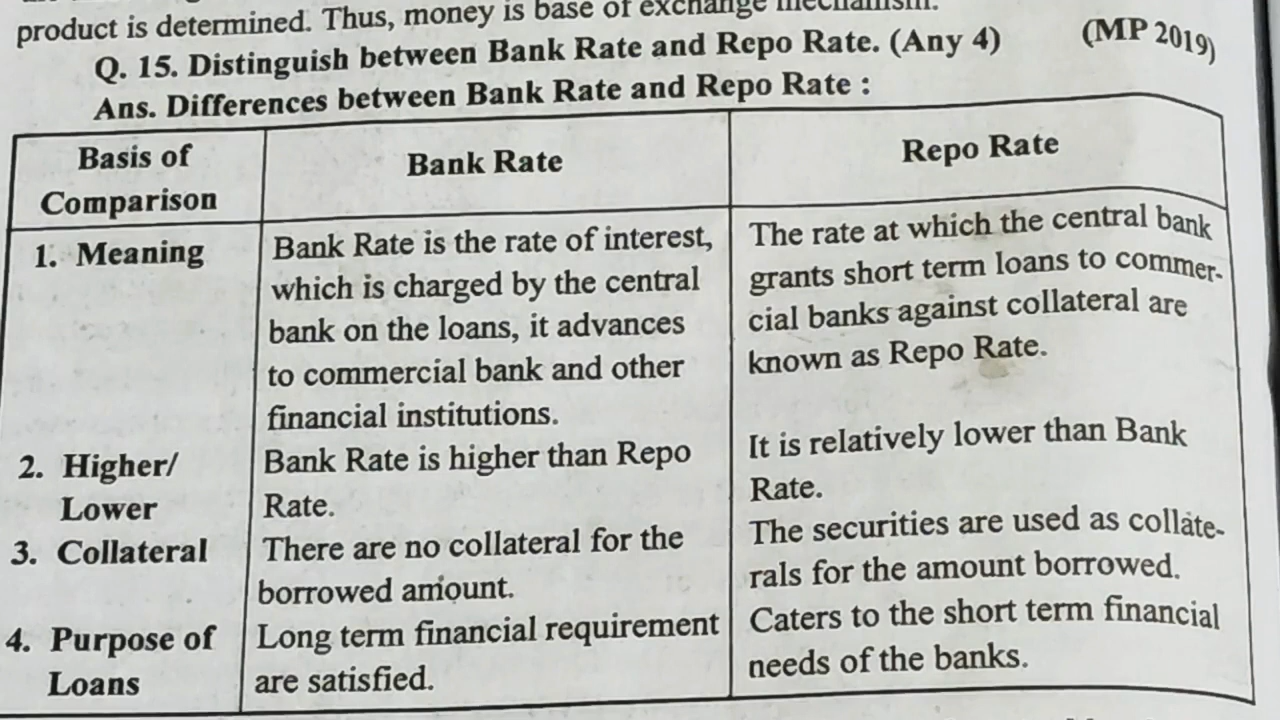 product is determined. Thus, money is base of exchange mechanism.
Q. 15. Distinguish between Bank Rate and Repo Rate. (Any 4) (MP 2019)
Ans. Differences between Bank Rate and Repo Rate :
Basis of
Comparison
Bank Rate
Repo Rate
1. Meaning
Bank Rate is the rate of interest,
which is charged by the central
bank on the loans, it advances
to commercial bank and other
financial institutions.
The rate at which the central bank
grants short term loans to commer-
cial banks against collateral are
known as Repo Rate.
2. Higher/
Lower
Bank Rate is higher than Repo
Rate.
It is relatively lower than Bank
Rate.
3. Collateral
There are no collateral for the
borrowed amount.
The securities are used as collate-
rals for the amount borrowed.
4. Purpose of
Loans
Long term financial requirement
are satisfied.
Caters to the short term financial
needs of the banks.